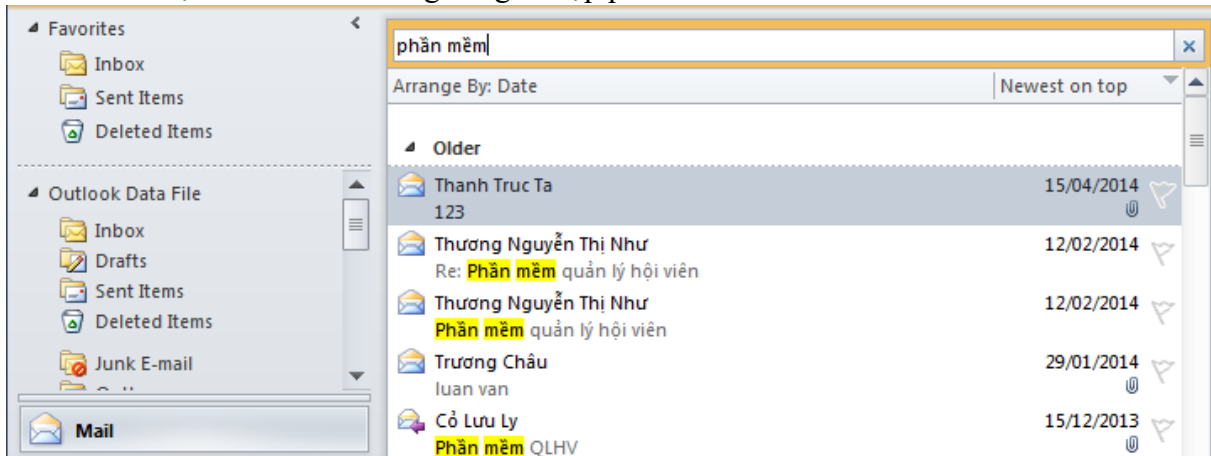 Favorites
Inbox
Sent Items
Deleted Items
Outlook Data File
Inbox
Drafts
Sent Items
Deleted Items
Junk E-mail
Mail
phần mềm
Arrange By: Date Newest on top
Older
Thanh Truc Ta 15/04/2014
123
Thương Nguyễn Thị Như 12/02/2014
Re: Phần mềm quản lý hội viên
Thương Nguyễn Thị Như 12/02/2014
Phần mềm quản lý hội viên
Trương Châu 29/01/2014
luan van
Cỏ Lưu Ly 15/12/2013
Phần mềm QLHV